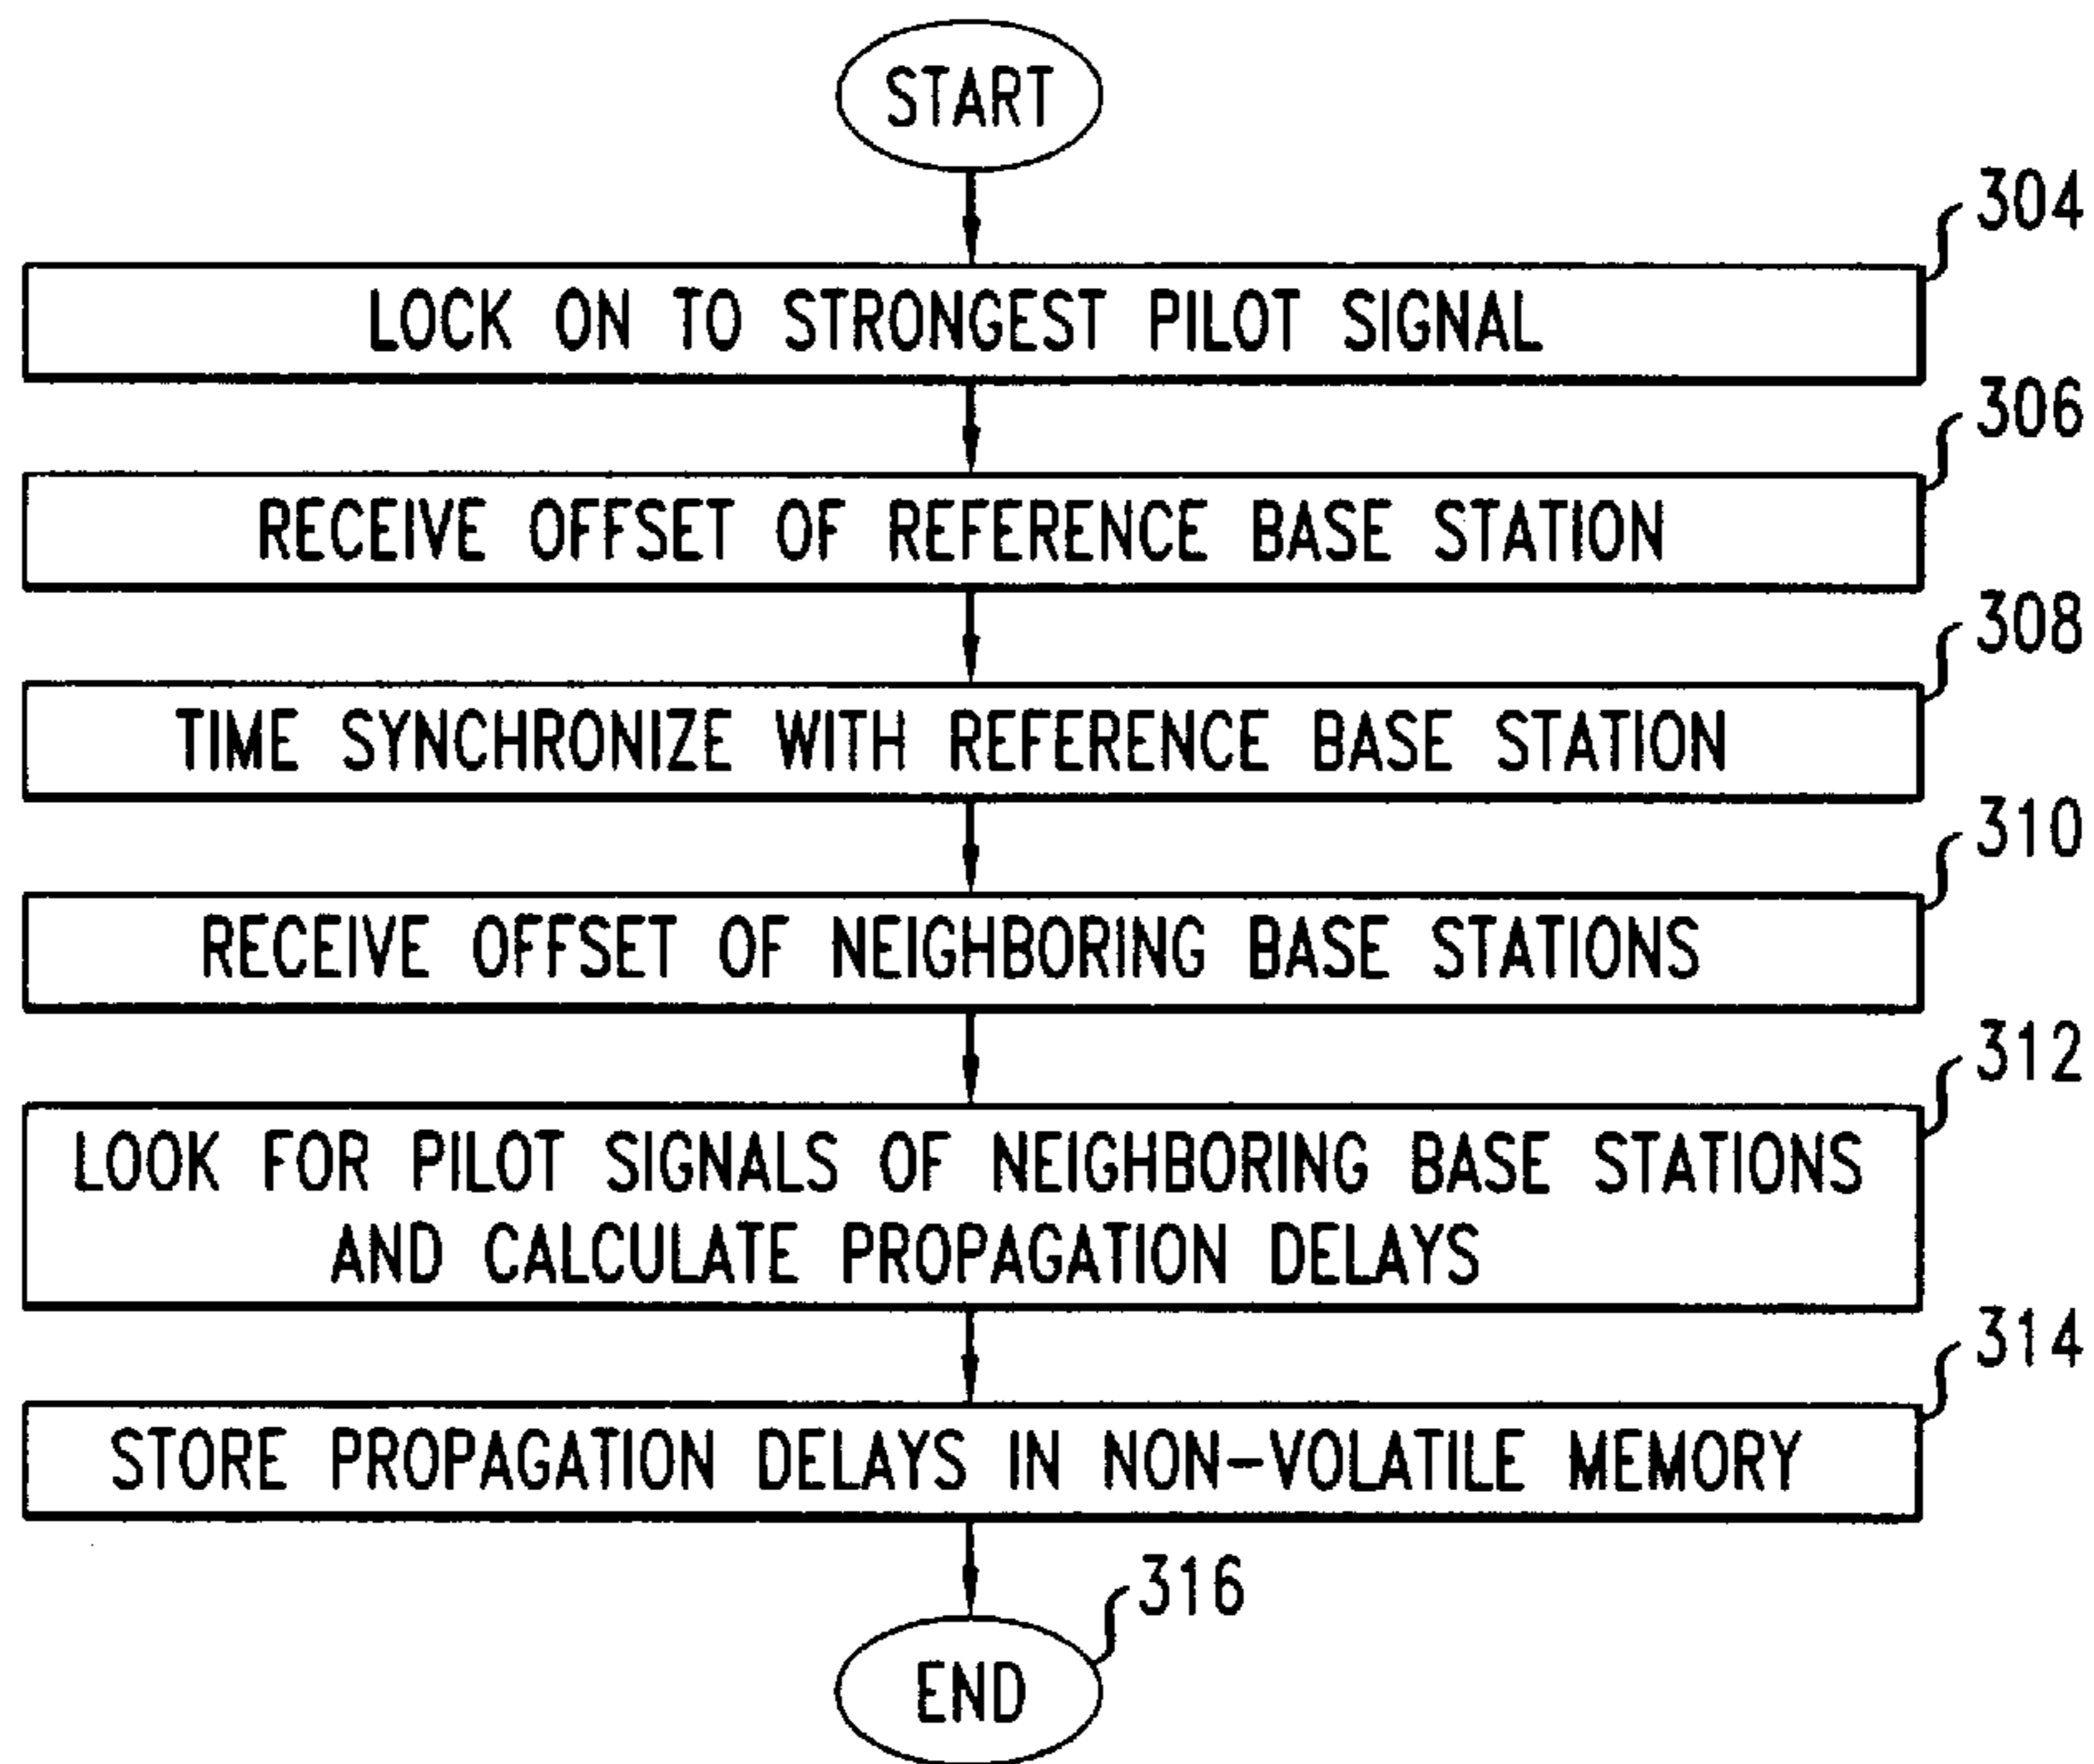 START
304
LOCK ON TO STRONGEST PILOT SIGNAL
306
RECEIVE OFFSET OF REFERENCE BASE STATION
308
TIME SYNCHRONIZE WITH REFERENCE BASE STATION
310
RECEIVE OFFSET OF NEIGHBORING BASE STATIONS
312
LOOK FOR PILOT SIGNALS OF NEIGHBORING BASE STATIONS
AND CALCULATE PROPAGATION DELAYS
314
STORE PROPAGATION DELAYS IN NON-VOLATILE MEMORY
316
END